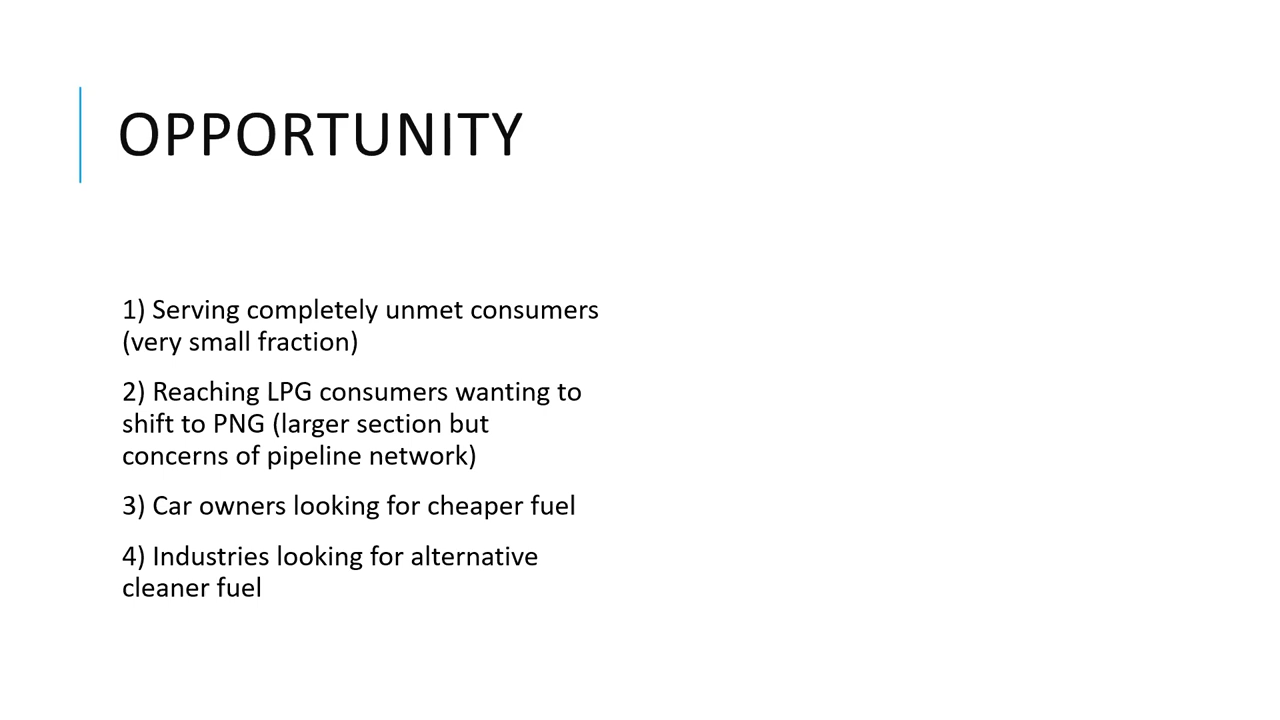 OPPORTUNITY
1) Serving completely unmet consumers
(very small fraction)
2) Reaching LPG consumers wanting to
shift to PNG (larger section but
concerns of pipeline network)
3) Car owners looking for cheaper fuel
4) Industries looking for alternative
cleaner fuel